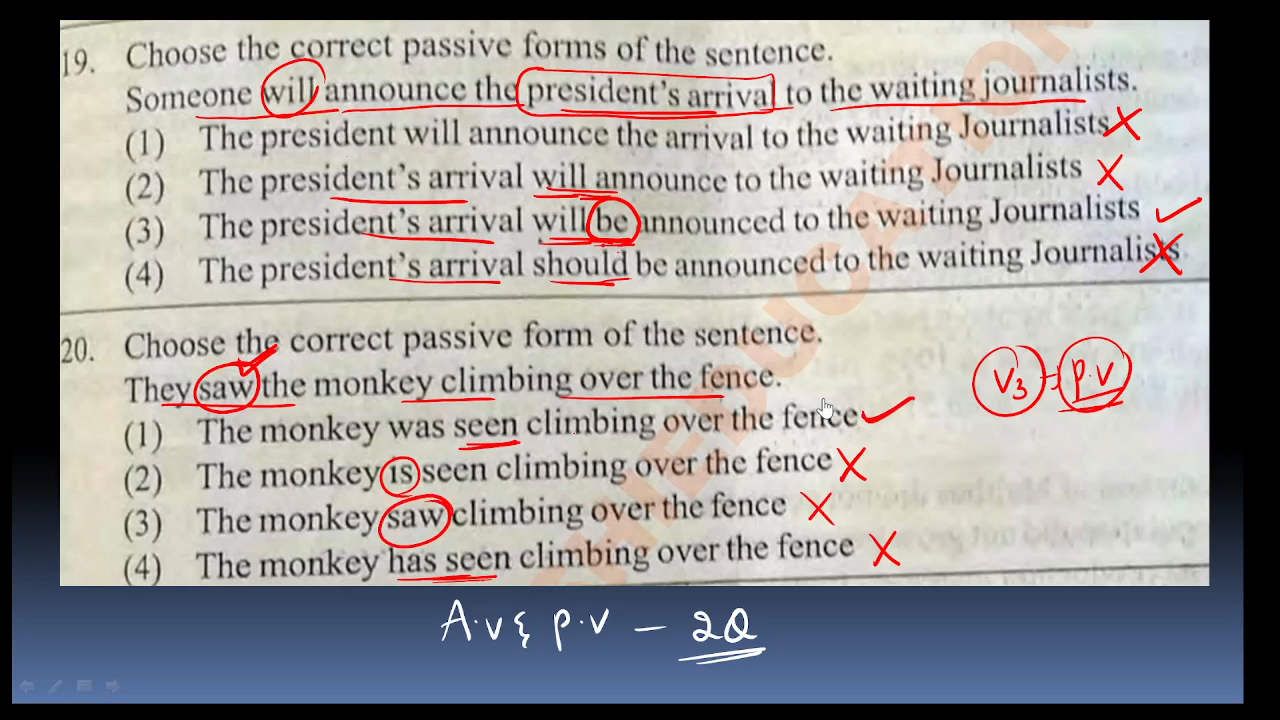 19. Choose the correct passive forms of the sentence.
Someone will announce the president's arrival to the waiting journalists.
(1) The president will announce the arrival to the waiting Journalists
(2) The president's arrival will announce to the waiting Journalists
(3) The president's arrival will be announced to the waiting Journalists
(4) The president's arrival should be announced to the waiting Journalists
20. Choose the correct passive form of the sentence.
They saw the monkey climbing over the fence.
(1) The monkey was seen climbing over the fence
(2) The monkey is seen climbing over the fence
(3) The monkey saw climbing over the fence
(4) The monkey has seen climbing over the fence
V3 = P.V
A.V & P.V - 2Q
EDUCATION